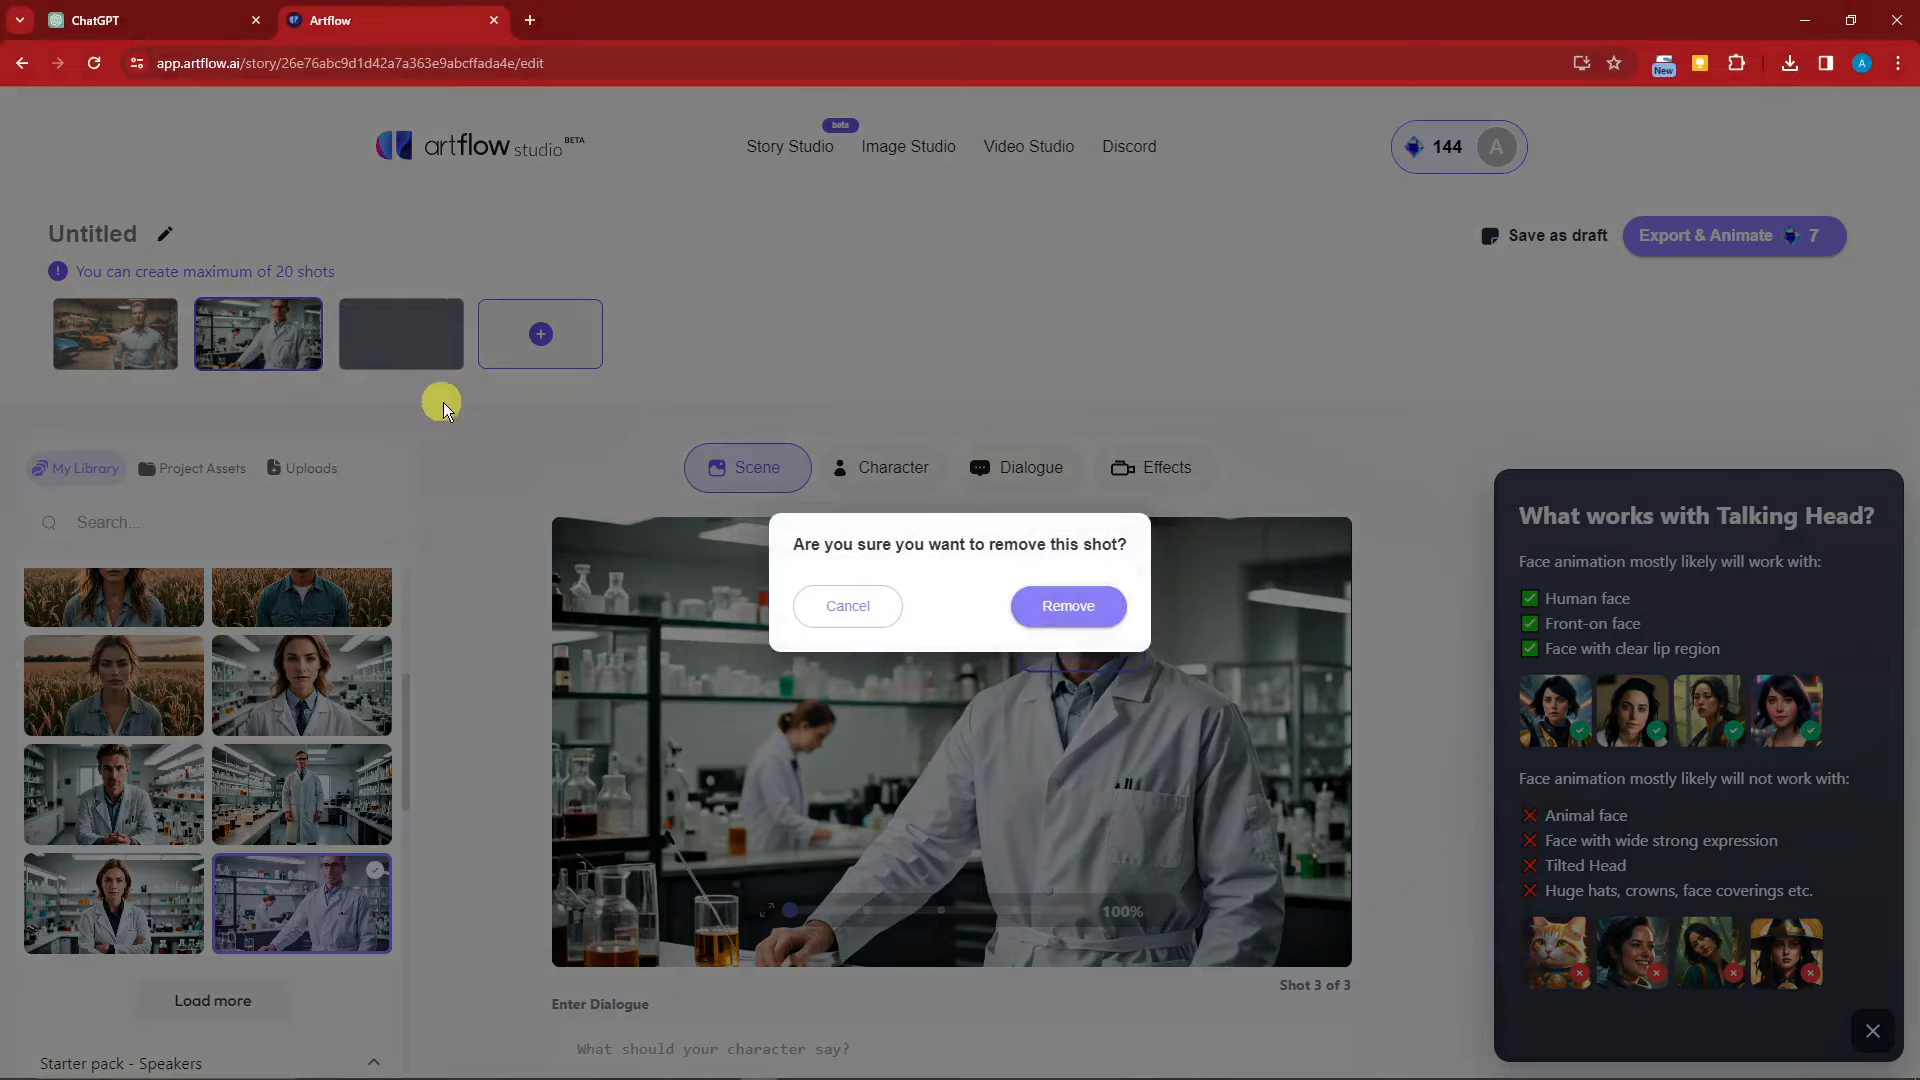 ChatGPT
Artflow
app.artflow.ai/story/26e76abc9d1d42a7a363e9abcffada4e/edit
New
A
artflow studio BETA
beta
Story Studio
Image Studio
Video Studio
Discord
144
A
Untitled
Save as draft
Export & Animate 7
! You can create maximum of 20 shots
My Library
Project Assets
Uploads
Search...
Scene
Character
Dialogue
Effects
Are you sure you want to remove this shot?
Cancel
Remove
100%
Shot 3 of 3
Enter Dialogue
What should your character say?
Load more
Starter pack - Speakers
What works with Talking Head?
Face animation mostly likely will work with:
Human face
Front-on face
Face with clear lip region
Face animation mostly likely will not work with:
Animal face
Face with wide strong expression
Tilted Head
Huge hats, crowns, face coverings etc.